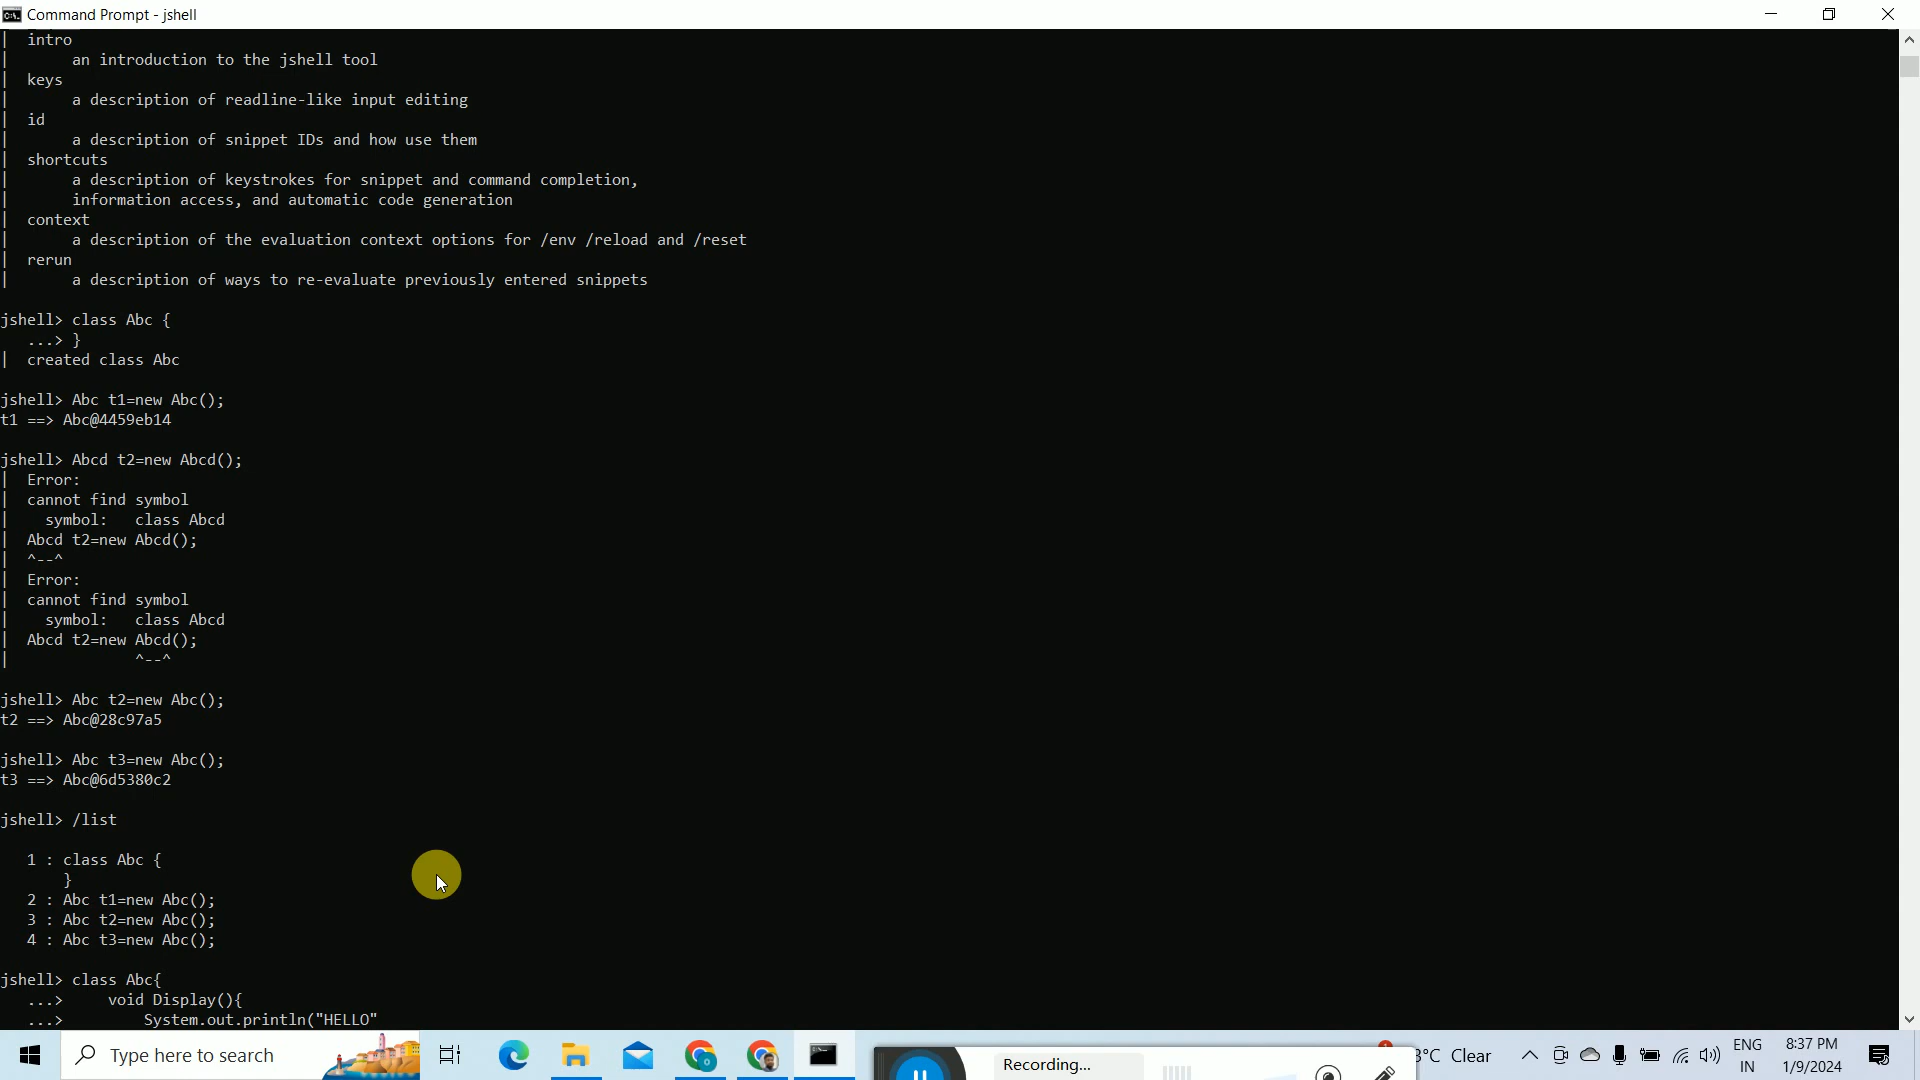 Command Prompt - jshell
| intro
| an introduction to the jshell tool
| keys
| a description of readline-like input editing
| id
| a description of snippet IDs and how use them
| shortcuts
| a description of keystrokes for snippet and command completion,
| information access, and automatic code generation
| context
| a description of the evaluation context options for /env /reload and /reset
| rerun
| a description of ways to re-evaluate previously entered snippets
jshell> class Abc {
...> }
| created class Abc
jshell> Abc t1=new Abc();
t1 ==> Abc@4459eb14
jshell> Abcd t2=new Abcd();
| Error:
| cannot find symbol
| symbol: class Abcd
| Abcd t2=new Abcd();
| ^--^
| Error:
| cannot find symbol
| symbol: class Abcd
| Abcd t2=new Abcd();
| ^--^
jshell> Abc t2=new Abc();
t2 ==> Abc@28c97a5
jshell> Abc t3=new Abc();
t3 ==> Abc@6d5380c2
jshell> /list
1 : class Abc {
}
2 : Abc t1=new Abc();
3 : Abc t2=new Abc();
4 : Abc t3=new Abc();
jshell> class Abc{
...> void Display(){
...> System.out.println("HELLO"
Type here to search
Recording...
3°C Clear
ENG
IN
8:37 PM
1/9/2024